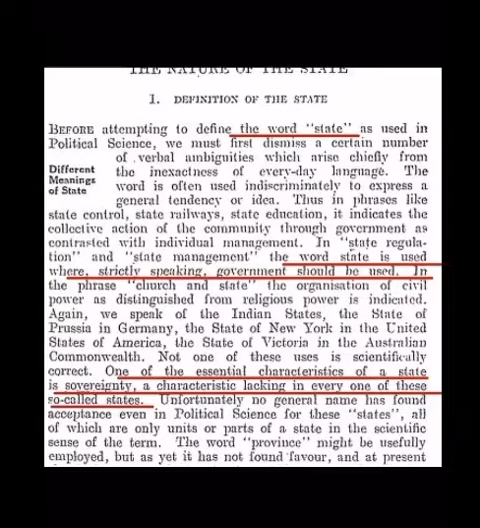 THE NATURE OF THE STATE
1. DEFINITION OF THE STATE
BEFORE attempting to define the word "state" as used in
Political Science, we must first dismiss a certain number
of verbal ambiguities which arise chiefly from
Different
the inexactness of every-day language. The
Meanings
word is often used indiscriminately to express a
of State
general tendency or idea. Thus in phrases like
state control, state railways, state education, it indicates the
collective action of the community through government as
contrasted with individual management. In "state regula-
tion" and "state management" the word state is used
where, strictly speaking, government should be used. In
the phrase "church and state" the organisation of civil
power as distinguished from religious power is indicated.
Again, we speak of the Indian States, the State of
Prussia in Germany, the State of New York in the United
States of America, the State of Victoria in the Australian
Commonwealth. Not one of these uses is scientifically
correct. One of the essential characteristics of a state
is sovereignty, a characteristic lacking in every one of these
so-called states. Unfortunately no general name has found
acceptance even in Political Science for these "states", all
of which are only units or parts of a state in the scientific
sense of the term. The word "province" might be usefully
employed, but as yet it has not found favour, and at present